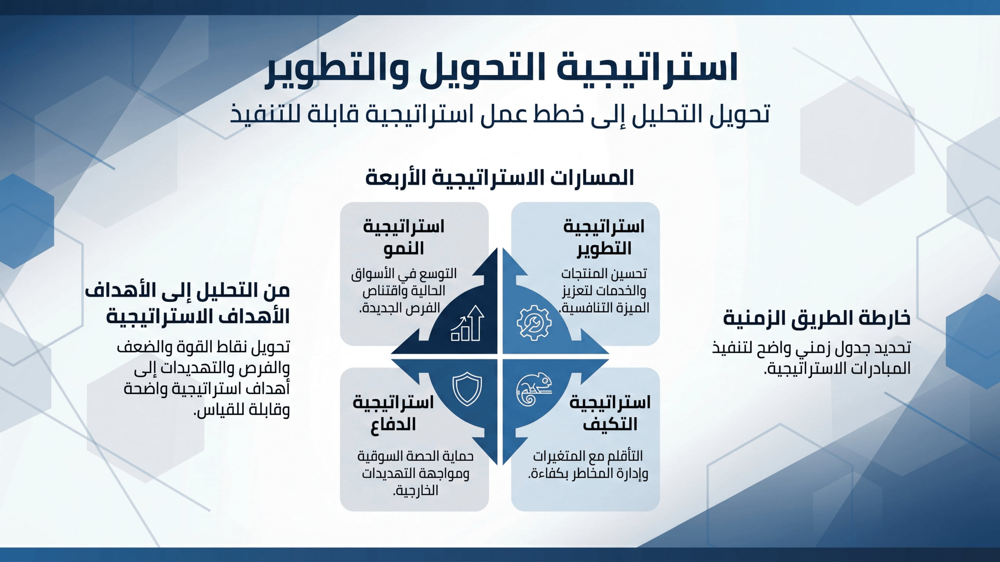 استراتيجية التحويل والتطوير
تحويل التحليل إلى خطط عمل استراتيجية قابلة للتنفيذ
المسارات الاستراتيجية الأربعة
خارطة الطريق الزمنية
تحديد جدول زمني واضح لتنفيذ
المبادرات الاستراتيجية.
استراتيجية
التطوير
تحسين المنتجات
والخدمات لتعزيز
الميزة التنافسية.
استراتيجية
النمو
التوسع في الأسواق
الحالية واقتناص
الفرص الجديدة.
استراتيجية
التكيف
التأقلم مع المتغيرات
وإدارة المخاطر بكفاءة.
استراتيجية
الدفاع
حماية الحصة السوقية
ومواجهة التهديدات
الخارجية.
من التحليل إلى الأهداف
الأهداف الاستراتيجية
تحويل نقاط القوة والضعف
والفرص والتهديدات إلى
أهداف استراتيجية واضحة
وقابلة للقياس.